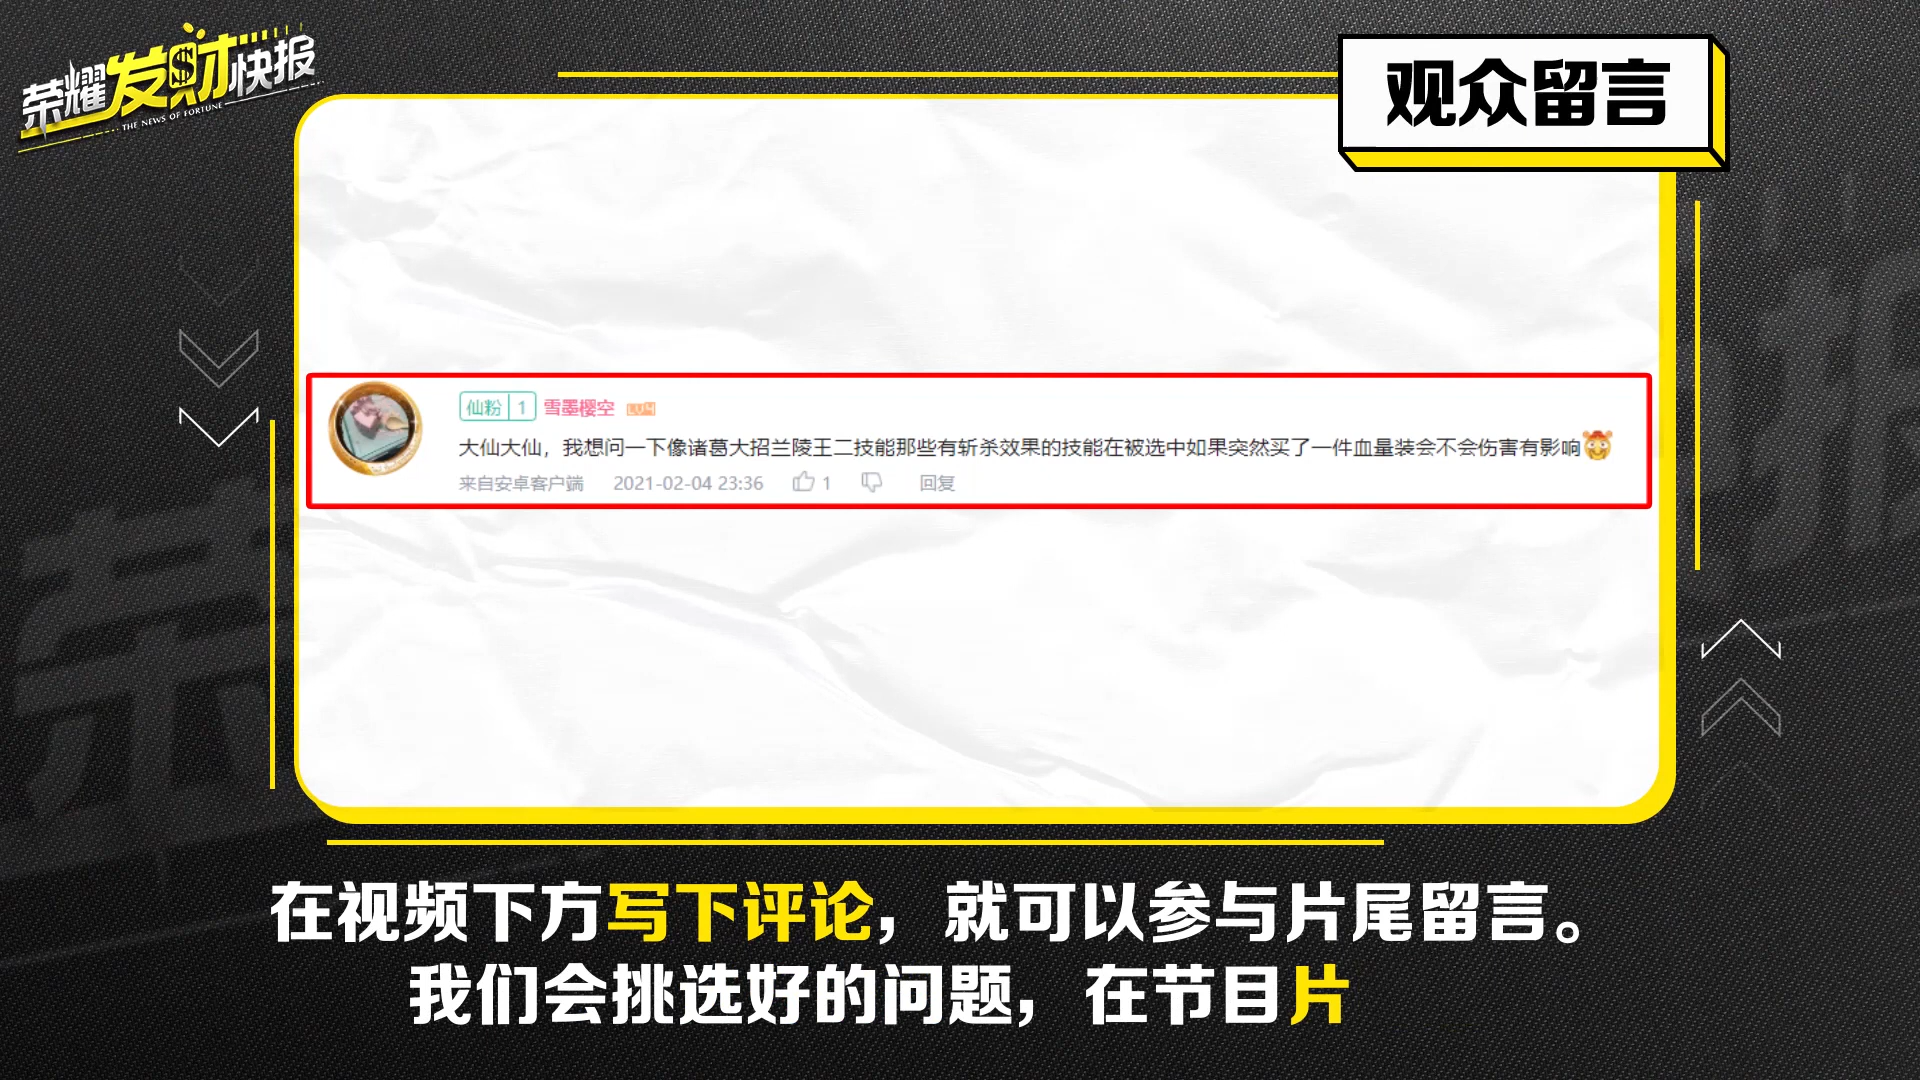 荣耀发财快报
THE NEWS OF FORTUNE
观众留言
仙粉 1 雪墨樱空 LV4
大仙大仙，我想问一下像诸葛大招兰陵王二技能那些有斩杀效果的技能在被选中如果突然买了一件血量装会不会伤害有影响
来自安卓客户端 2021-02-04 23:36 1 回复
在视频下方写下评论，就可以参与片尾留言。
我们会挑选好的问题，在节目片